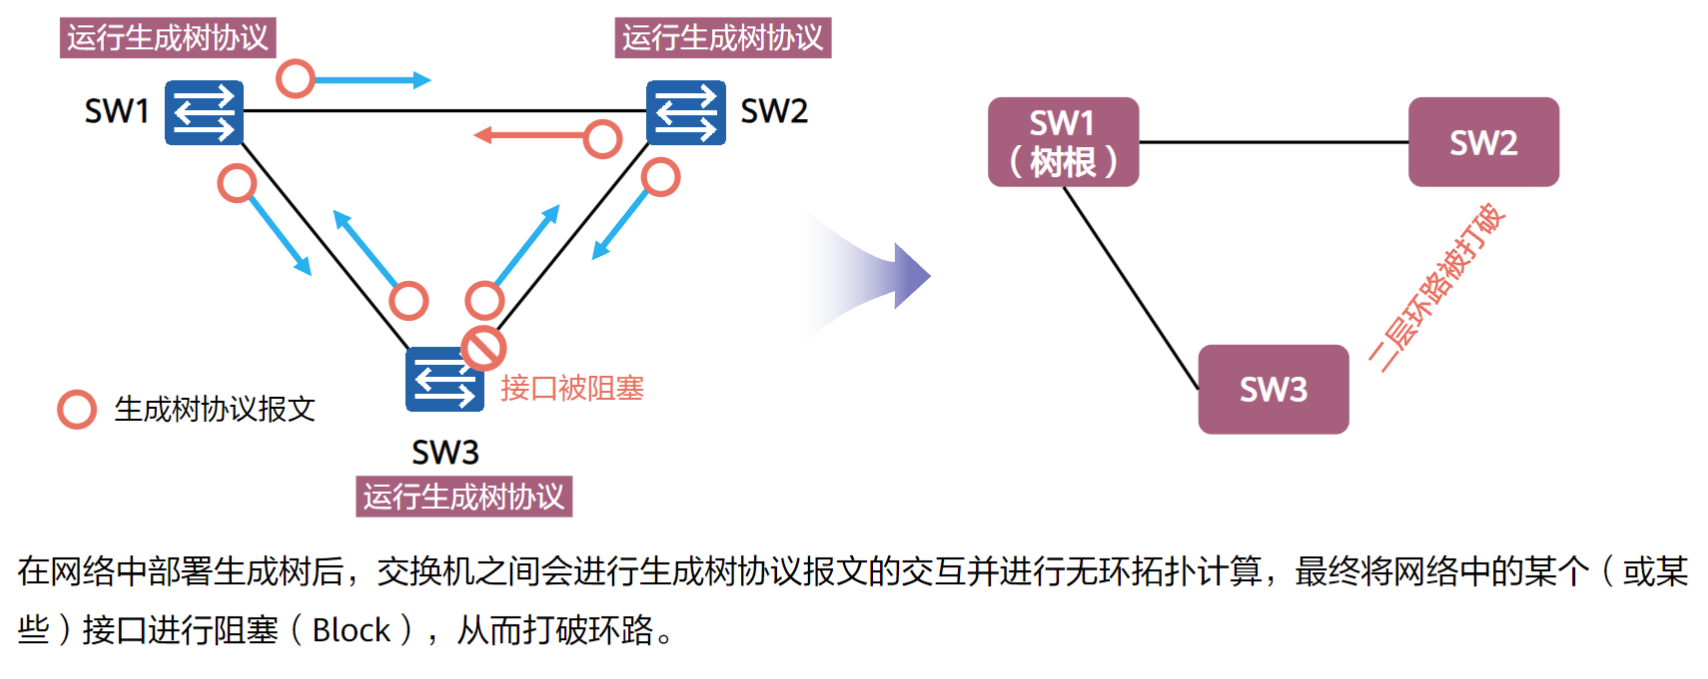 运行生成树协议
运行生成树协议
SW1
SW2
接口被阻塞
生成树协议报文
SW3
运行生成树协议
SW1
（树根）
SW2
二层环路被打破
SW3
在网络中部署生成树后，交换机之间会进行生成树协议报文的交互并进行无环拓扑计算，最终将网络中的某个（或某
些）接口进行阻塞（Block），从而打破环路。